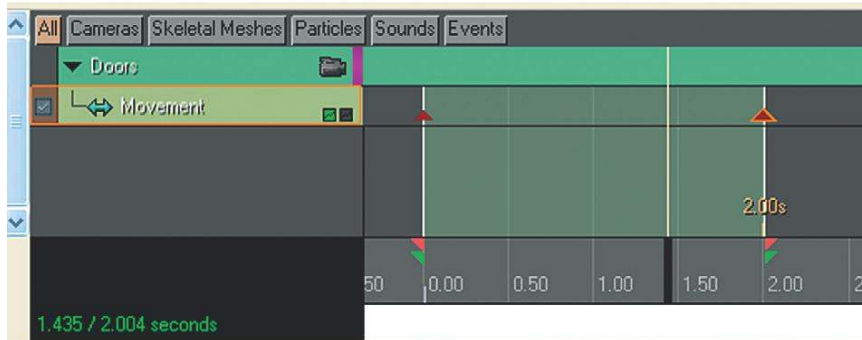 All Cameras Skeletal Meshes Particles Sounds Events
Doors
Movement
2.00s
50 0.00 0.50 1.00 1.50 2.00 2
1.435 / 2.004 seconds